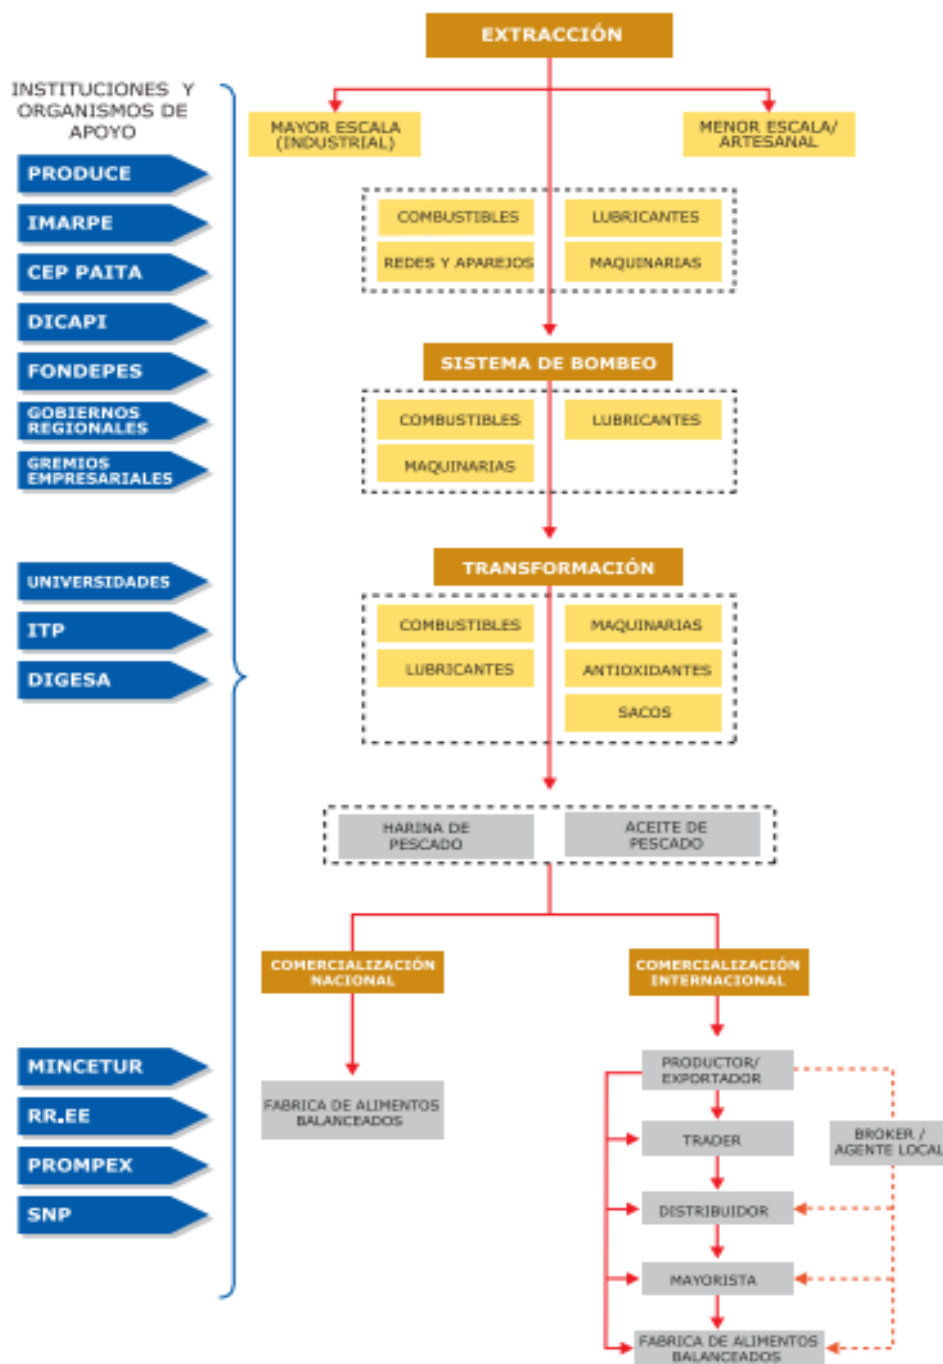 EXTRACCIÓN
INSTITUCIONES Y
ORGANISMOS DE
APOYO
MAYOR ESCALA
(INDUSTRIAL)
MENOR ESCALA/
ARTESANAL
PRODUCE
IMARPE
CEP PAITA
DICAPI
FONDEPES
GOBIERNOS
REGIONALES
GREMIOS
EMPRESARIALES
UNIVERSIDADES
ITP
DIGESA
MINCETUR
RR.EE
PROMPEX
SNP
COMBUSTIBLES
LUBRICANTES
REDES Y APAREJOS
MAQUINARIAS
SISTEMA DE BOMBEO
COMBUSTIBLES
LUBRICANTES
MAQUINARIAS
TRANSFORMACIÓN
COMBUSTIBLES
MAQUINARIAS
LUBRICANTES
ANTIOXIDANTES
SACOS
HARINA DE
PESCADO
ACEITE DE
PESCADO
COMERCIALIZACIÓN
NACIONAL
COMERCIALIZACIÓN
INTERNACIONAL
FABRICA DE ALIMENTOS
BALANCEADOS
PRODUCTOR/
EXPORTADOR
TRADER
BROKER /
AGENTE LOCAL
DISTRIBUIDOR
MAYORISTA
FABRICA DE ALIMENTOS
BALANCEADOS